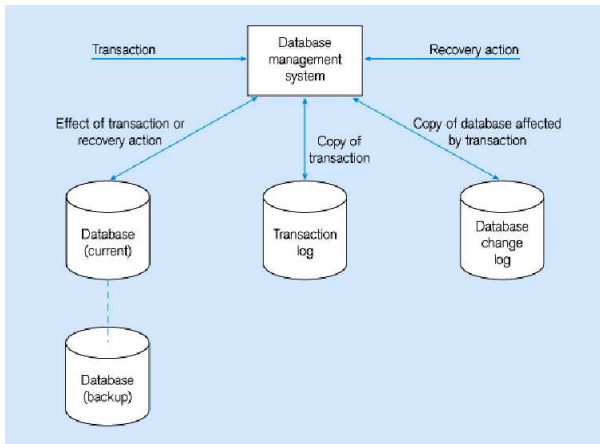 Transaction
Database
management
system
Recovery action
Effect of transaction or
recovery action
Copy of
transaction
Copy of database affected
by transaction
Database
(current)
Transaction
log
Database
change
log
Database
(backup)